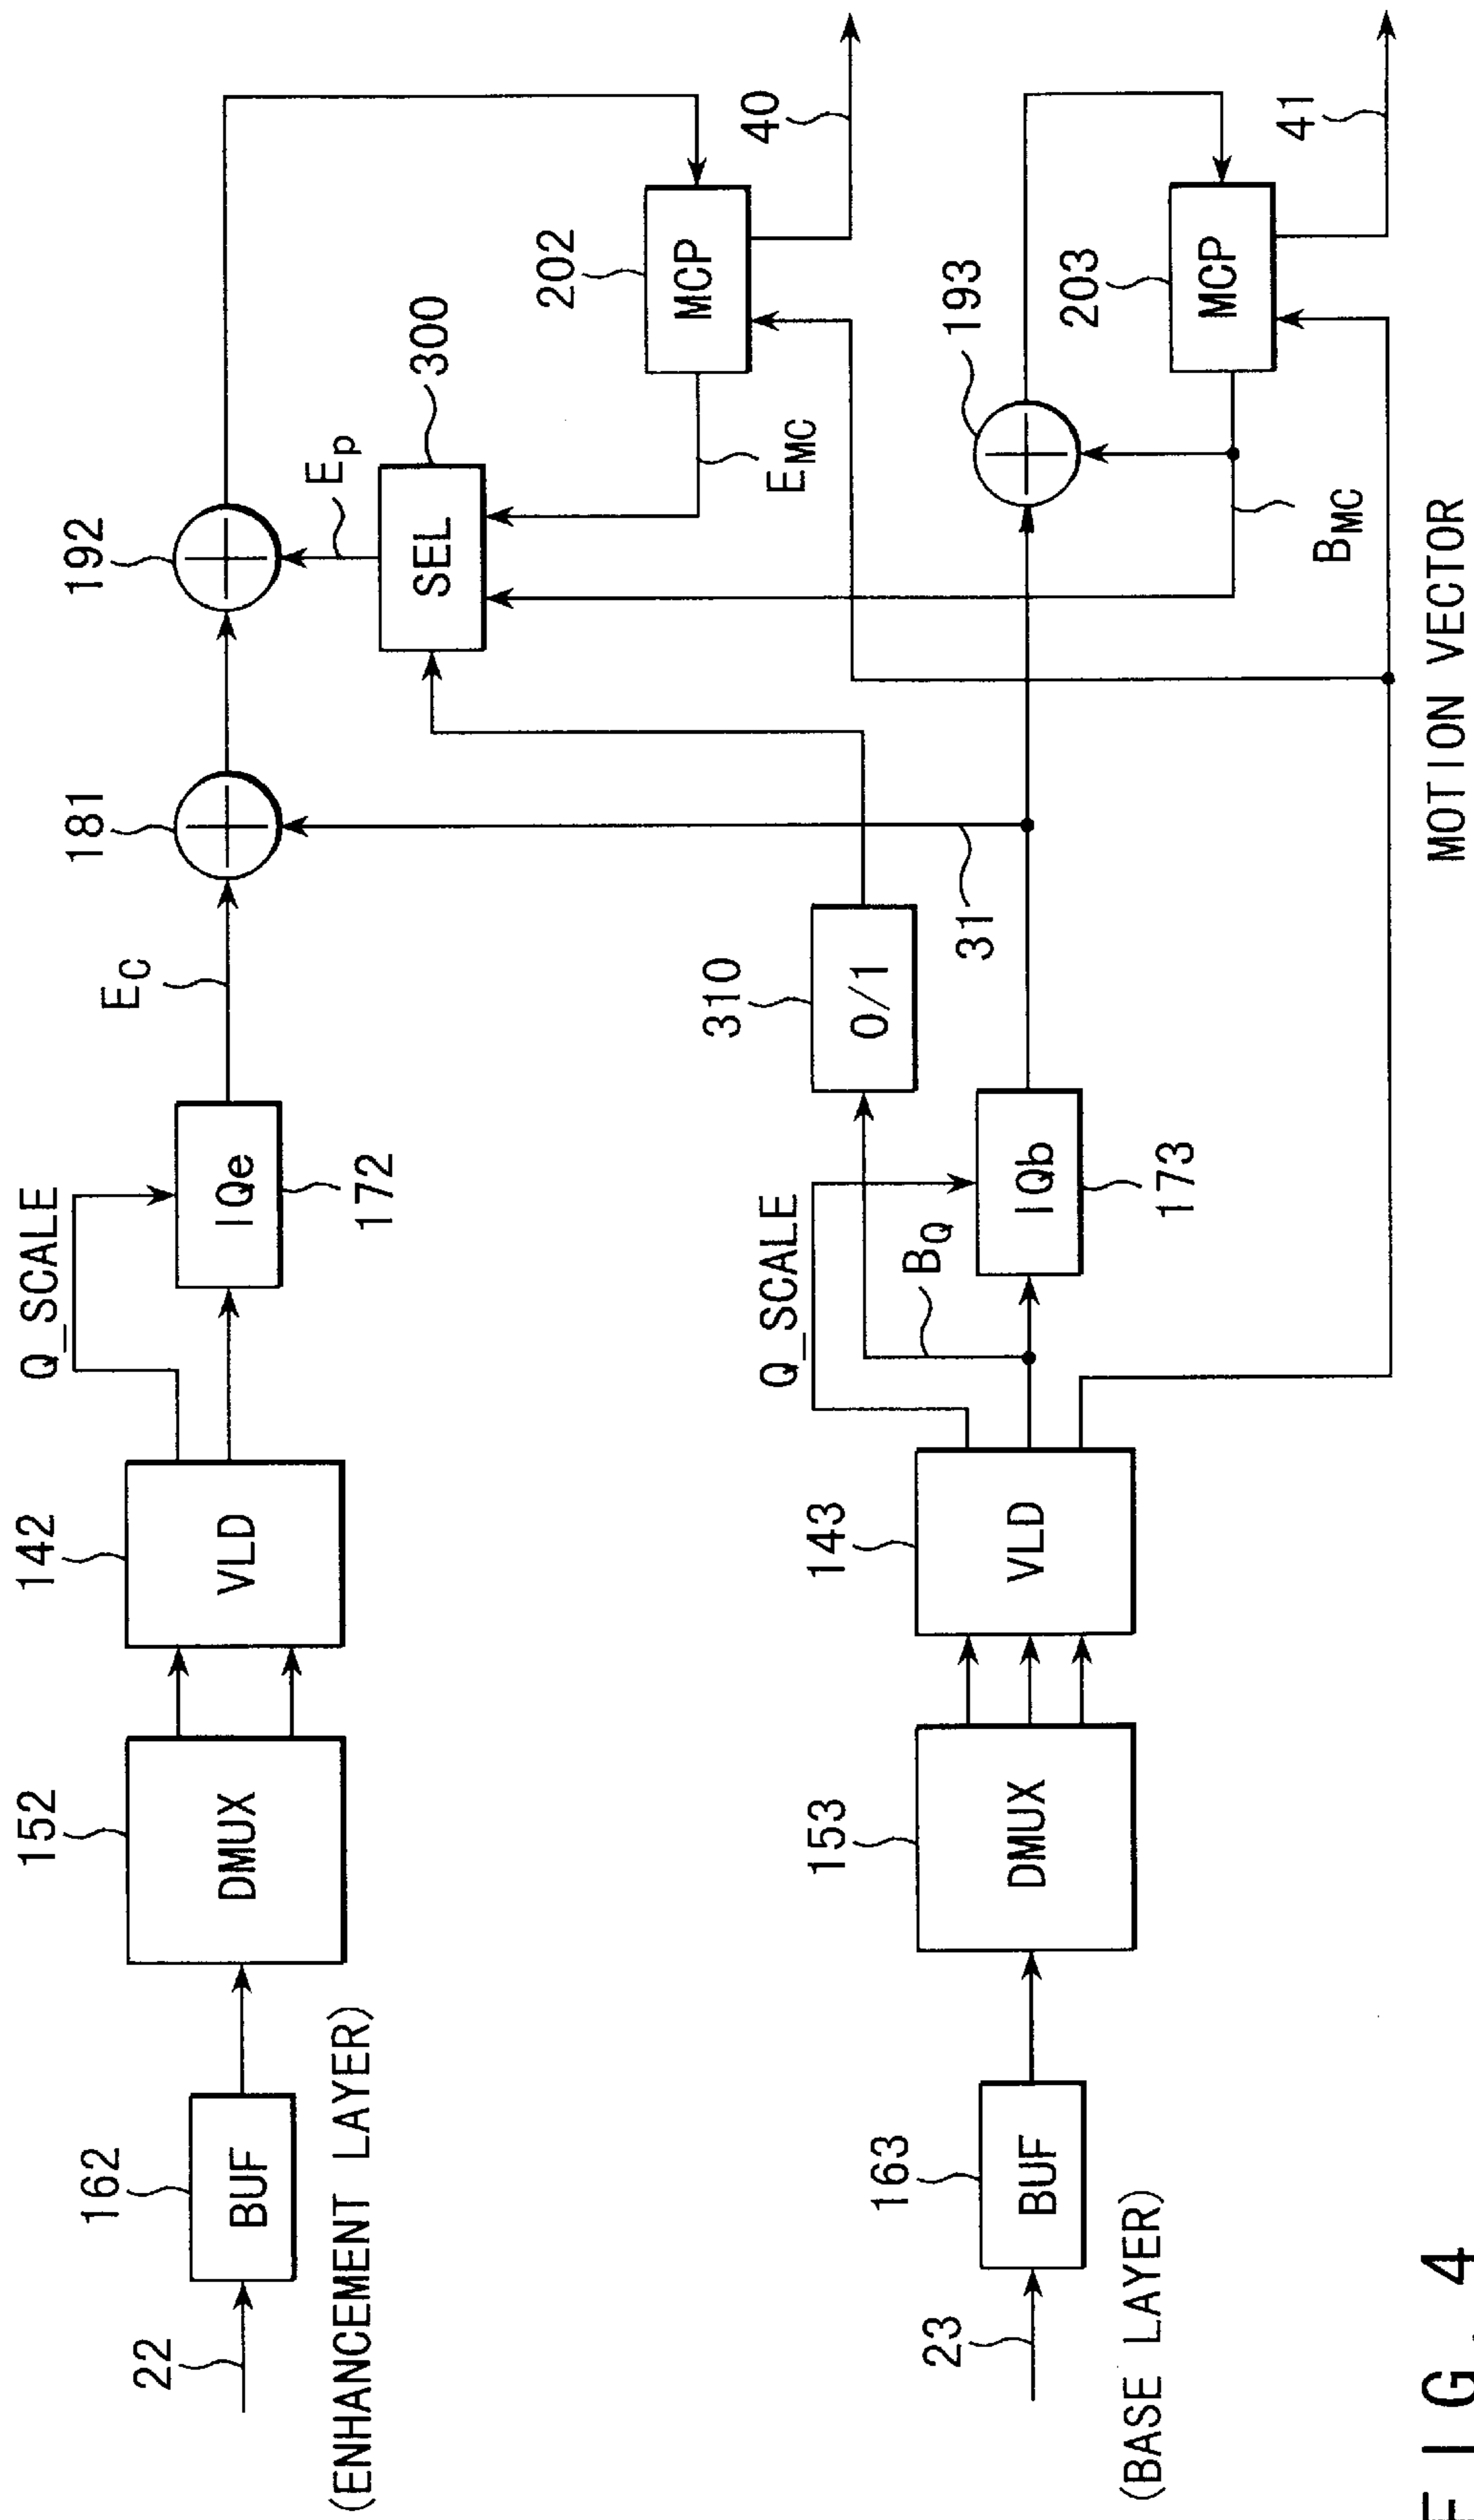 22
162
BUF
(ENHANCEMENT LAYER)
152
DMUX
142
VLD
Q_SCALE
IQe
172
EC
181
192
Ep
SEL
300
EMC
202
MCP
40
23
163
BUF
(BASE LAYER)
153
DMUX
143
VLD
Q_SCALE
BQ
IQb
173
310
0/1
31
193
BMC
203
MCP
41
MOTION VECTOR
FIG. 4